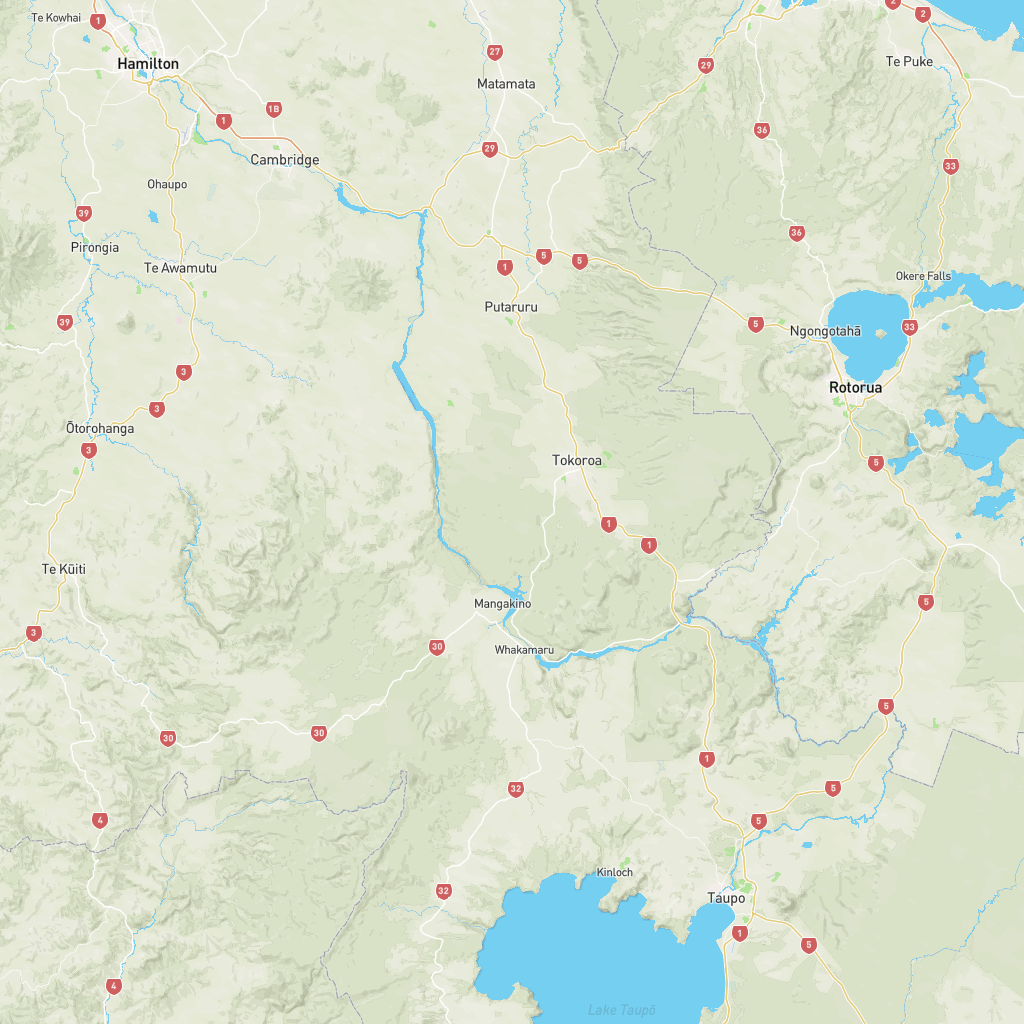 2
Te Kowhai
1
2
27
Hamilton
Te Puke
29
Matamata
1B
1
36
29
Cambridge
33
Ohaupo
39
36
Pirongia
5
5
1
Te Awamutu
Okere Falls
Putaruru
39
5
33
Ngongotahā
3
Rotorua
3
Ōtorohanga
3
Tokoroa
5
1
1
Te Kūiti
Mangakino
5
3
30
Whakamaru
5
30
30
1
32
5
4
5
Kinloch
32
Taupo
1
5
4
Lake Taupō